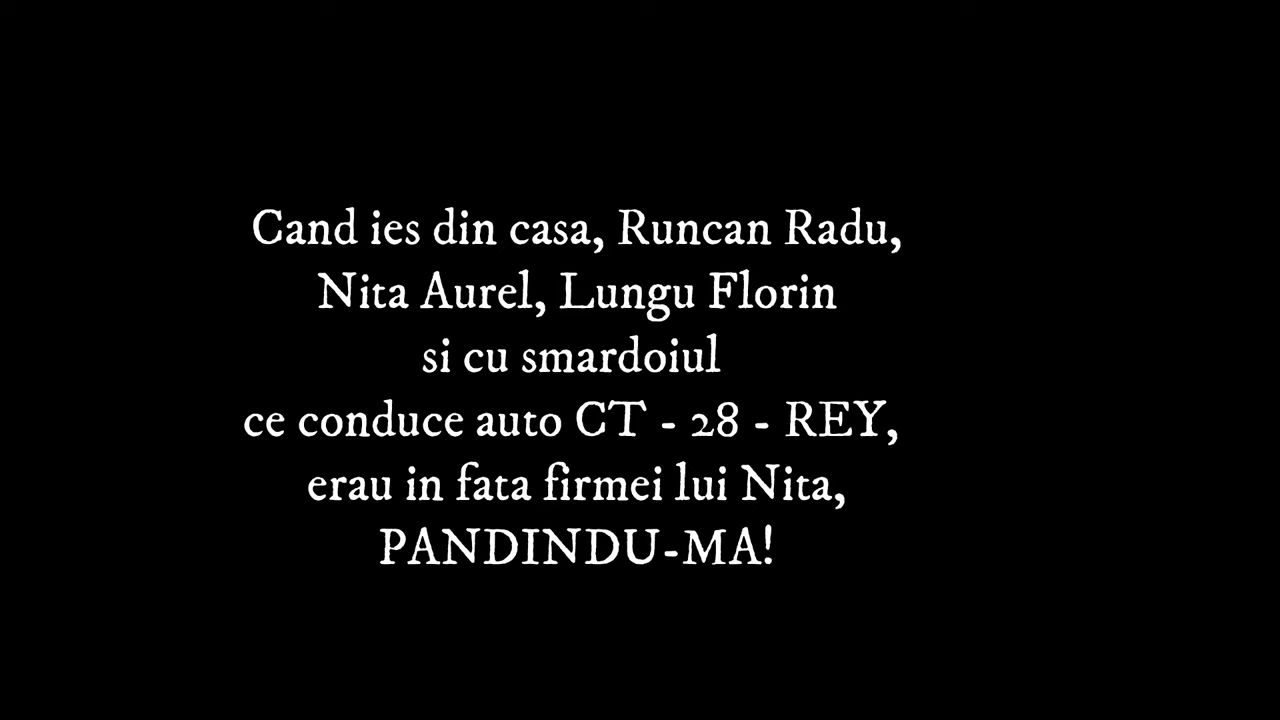 Cand ies din casa, Runcan Radu,
Nita Aurel, Lungu Florin
si cu smardoiul
ce conduce auto CT - 28 - REY,
erau in fata firmei lui Nita,
PANDINDU-MA!